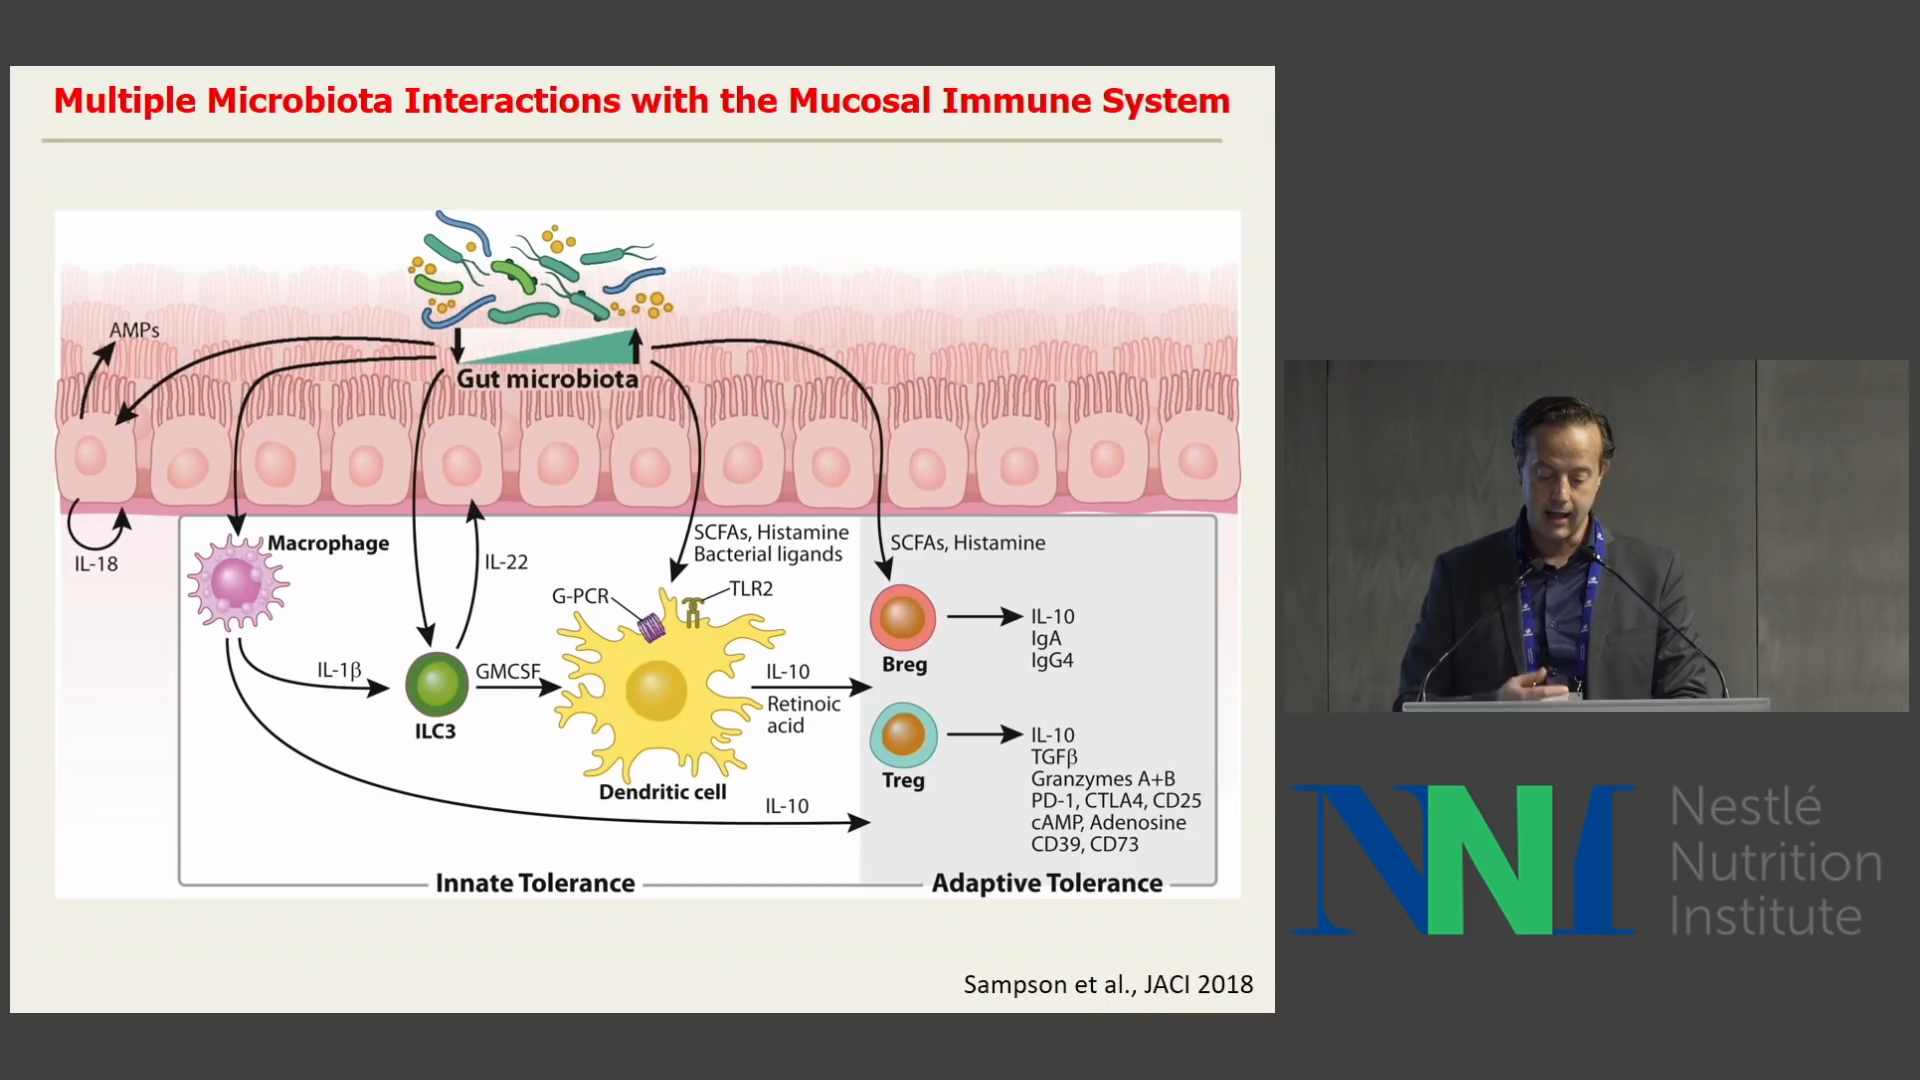 Multiple Microbiota Interactions with the Mucosal Immune System
AMPs
Gut microbiota
IL-18
Macrophage
IL-22
SCFAs, Histamine
Bacterial ligands
SCFAs, Histamine
G-PCR
TLR2
IL-1β
ILC3
GMCSF
Dendritic cell
IL-10
Retinoic
acid
IL-10
Breg
IL-10
IgA
IgG4
Treg
IL-10
TGFβ
Granzymes A+B
PD-1, CTLA4, CD25
cAMP, Adenosine
CD39, CD73
Innate Tolerance
Adaptive Tolerance
Sampson et al., JACI 2018
NNI
Nestlé
Nutrition
Institute